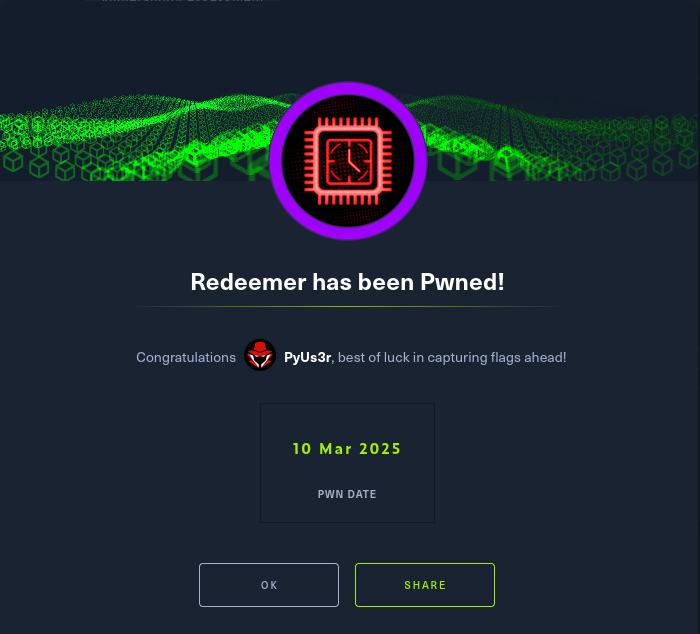 Redeemer has been Pwned!
Congratulations PyUs3r, best of luck in capturing flags ahead!
10 Mar 2025
PWN DATE
OK
SHARE